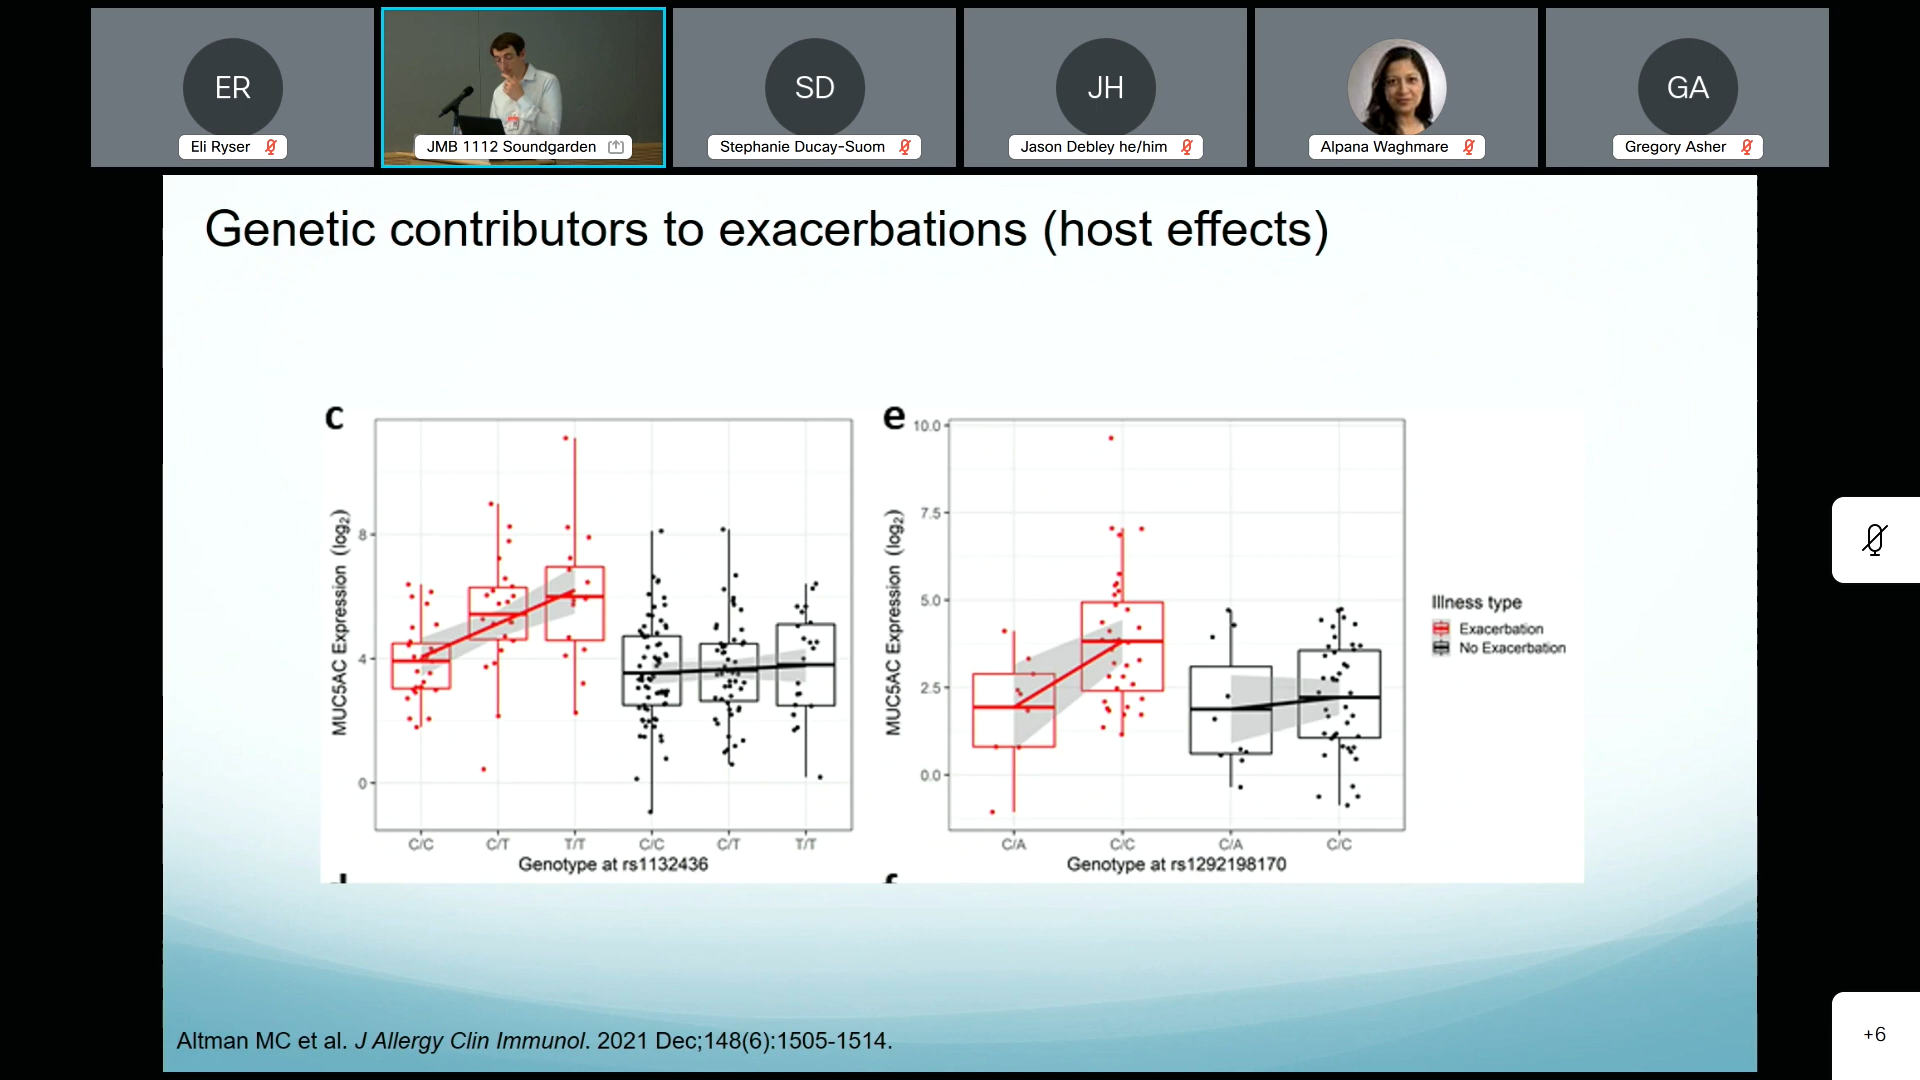 ER
SD
JH
GA
Eli Ryser
JMB 1112 Soundgarden
Stephanie Ducay-Suom
Jason Debley he/him
Alpana Waghmare
Gregory Asher
Genetic contributors to exacerbations (host effects)
c
MUC5AC Expression (log2)
8
4
0
C/C C/T T/T C/C C/T T/T
Genotype at rs1132436
e
MUC5AC Expression (log2)
10.0
7.5
5.0
2.5
0.0
C/A C/C C/A C/C
Genotype at rs1292198170
Illness type
Exacerbation
No Exacerbation
Altman MC et al. J Allergy Clin Immunol. 2021 Dec;148(6):1505-1514.
+6